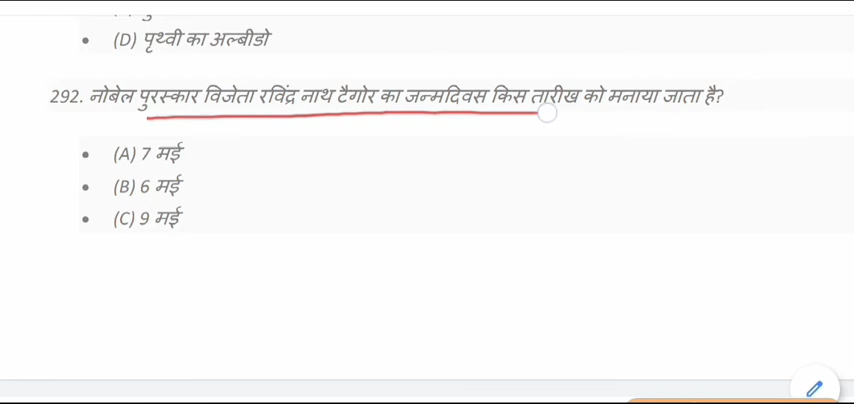 (D) पृथ्वी का अल्बीडो
292. नोबेल पुरस्कार विजेता रविंद्र नाथ टैगोर का जन्मदिवस किस तारीख को मनाया जाता है?
(A) 7 मई
(B) 6 मई
(C) 9 मई